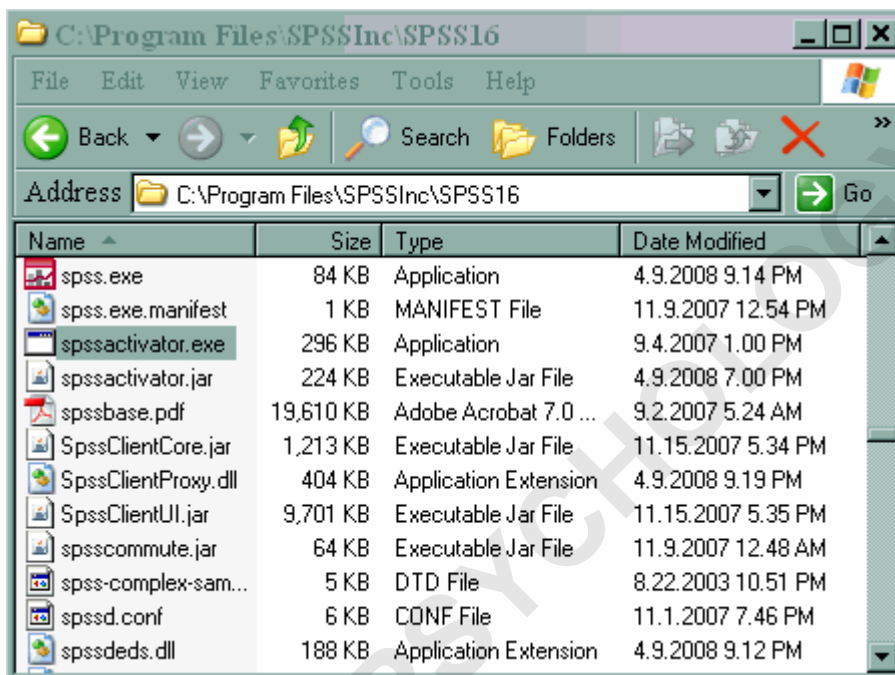 C:\Program Files\SPSSInc\SPSS16
File Edit View Favorites Tools Help
Back Search Folders »
Address C:\Program Files\SPSSInc\SPSS16 Go
Name Size Type Date Modified
spss.exe 84 KB Application 4.9.2008 9.14 PM
spss.exe.manifest 1 KB MANIFEST File 11.9.2007 12.54 PM
spssactivator.exe 296 KB Application 9.4.2007 1.00 PM
spssactivator.jar 224 KB Executable Jar File 4.9.2008 7.00 PM
spssbase.pdf 19,610 KB Adobe Acrobat 7.0 ... 9.2.2007 5.24 AM
SpssClientCore.jar 1,213 KB Executable Jar File 11.15.2007 5.34 PM
SpssClientProxy.dll 404 KB Application Extension 4.9.2008 9.19 PM
SpssClientUI.jar 9,701 KB Executable Jar File 11.15.2007 5.35 PM
spsscommute.jar 64 KB Executable Jar File 11.9.2007 12.48 AM
spss-complex-sam... 5 KB DTD File 8.22.2003 10.51 PM
spssd.conf 6 KB CONF File 11.1.2007 7.46 PM
spssdeds.dll 188 KB Application Extension 4.9.2008 9.12 PM
PSYCHOLOGY